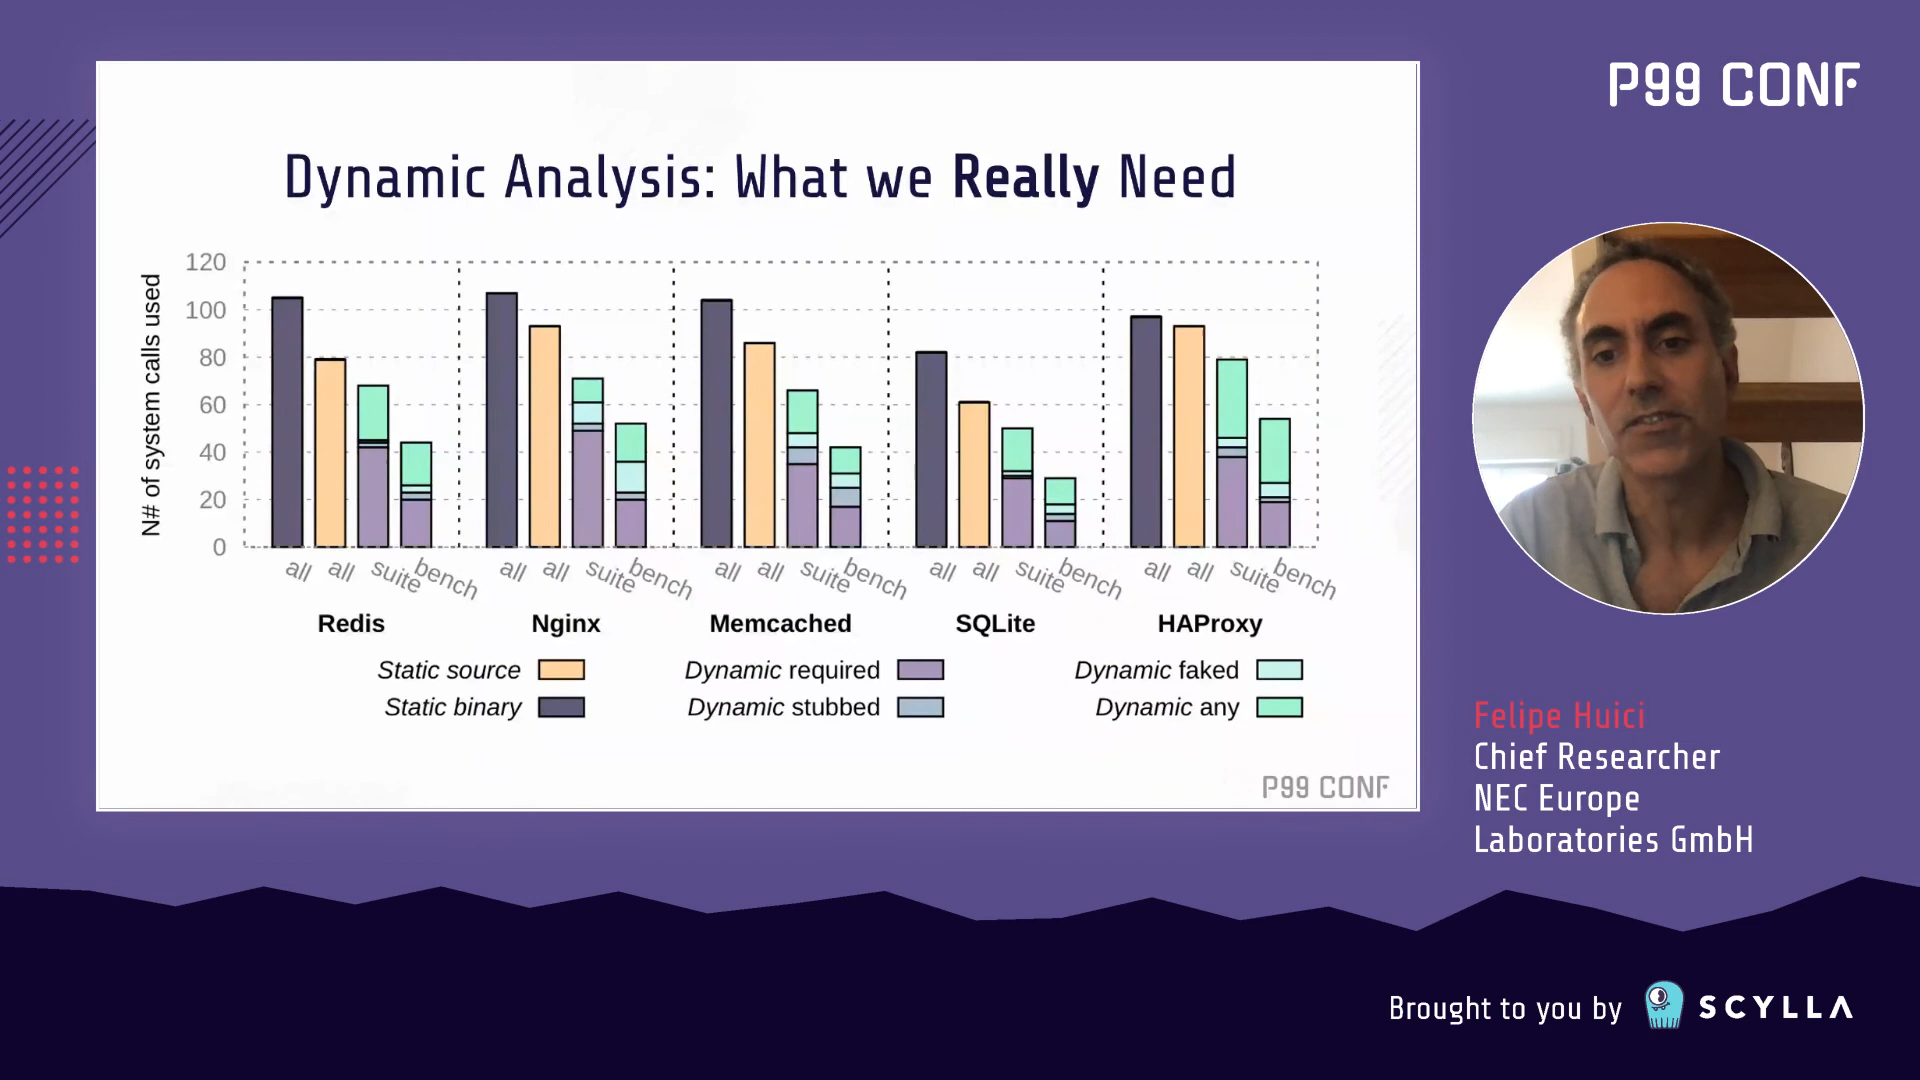 P99 CONF
Dynamic Analysis: What we Really Need
N# of system calls used
120
100
80
60
40
20
0
all all suite bench all all suite bench all all suite bench all all suite bench all all suite bench
Redis Nginx Memcached SQLite HAProxy
Static source Dynamic required Dynamic faked
Static binary Dynamic stubbed Dynamic any
P99 CONF
Felipe Huici
Chief Researcher
NEC Europe
Laboratories GmbH
Brought to you by SCYLLA